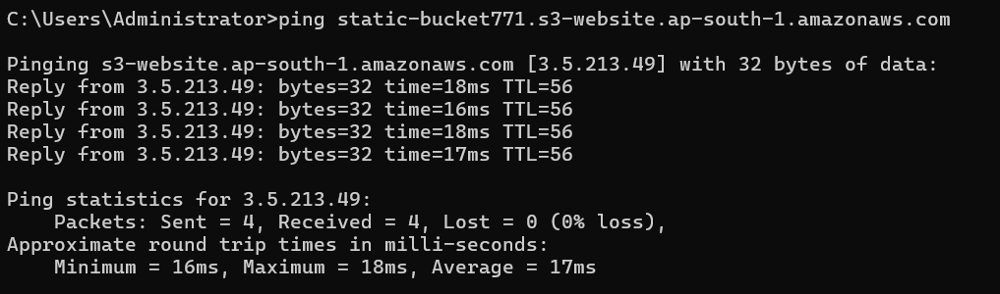 C:\Users\Administrator>ping static-bucket771.s3-website.ap-south-1.amazonaws.com
Pinging s3-website.ap-south-1.amazonaws.com [3.5.213.49] with 32 bytes of data:
Reply from 3.5.213.49: bytes=32 time=18ms TTL=56
Reply from 3.5.213.49: bytes=32 time=16ms TTL=56
Reply from 3.5.213.49: bytes=32 time=18ms TTL=56
Reply from 3.5.213.49: bytes=32 time=17ms TTL=56
Ping statistics for 3.5.213.49:
    Packets: Sent = 4, Received = 4, Lost = 0 (0% loss),
Approximate round trip times in milli-seconds:
    Minimum = 16ms, Maximum = 18ms, Average = 17ms